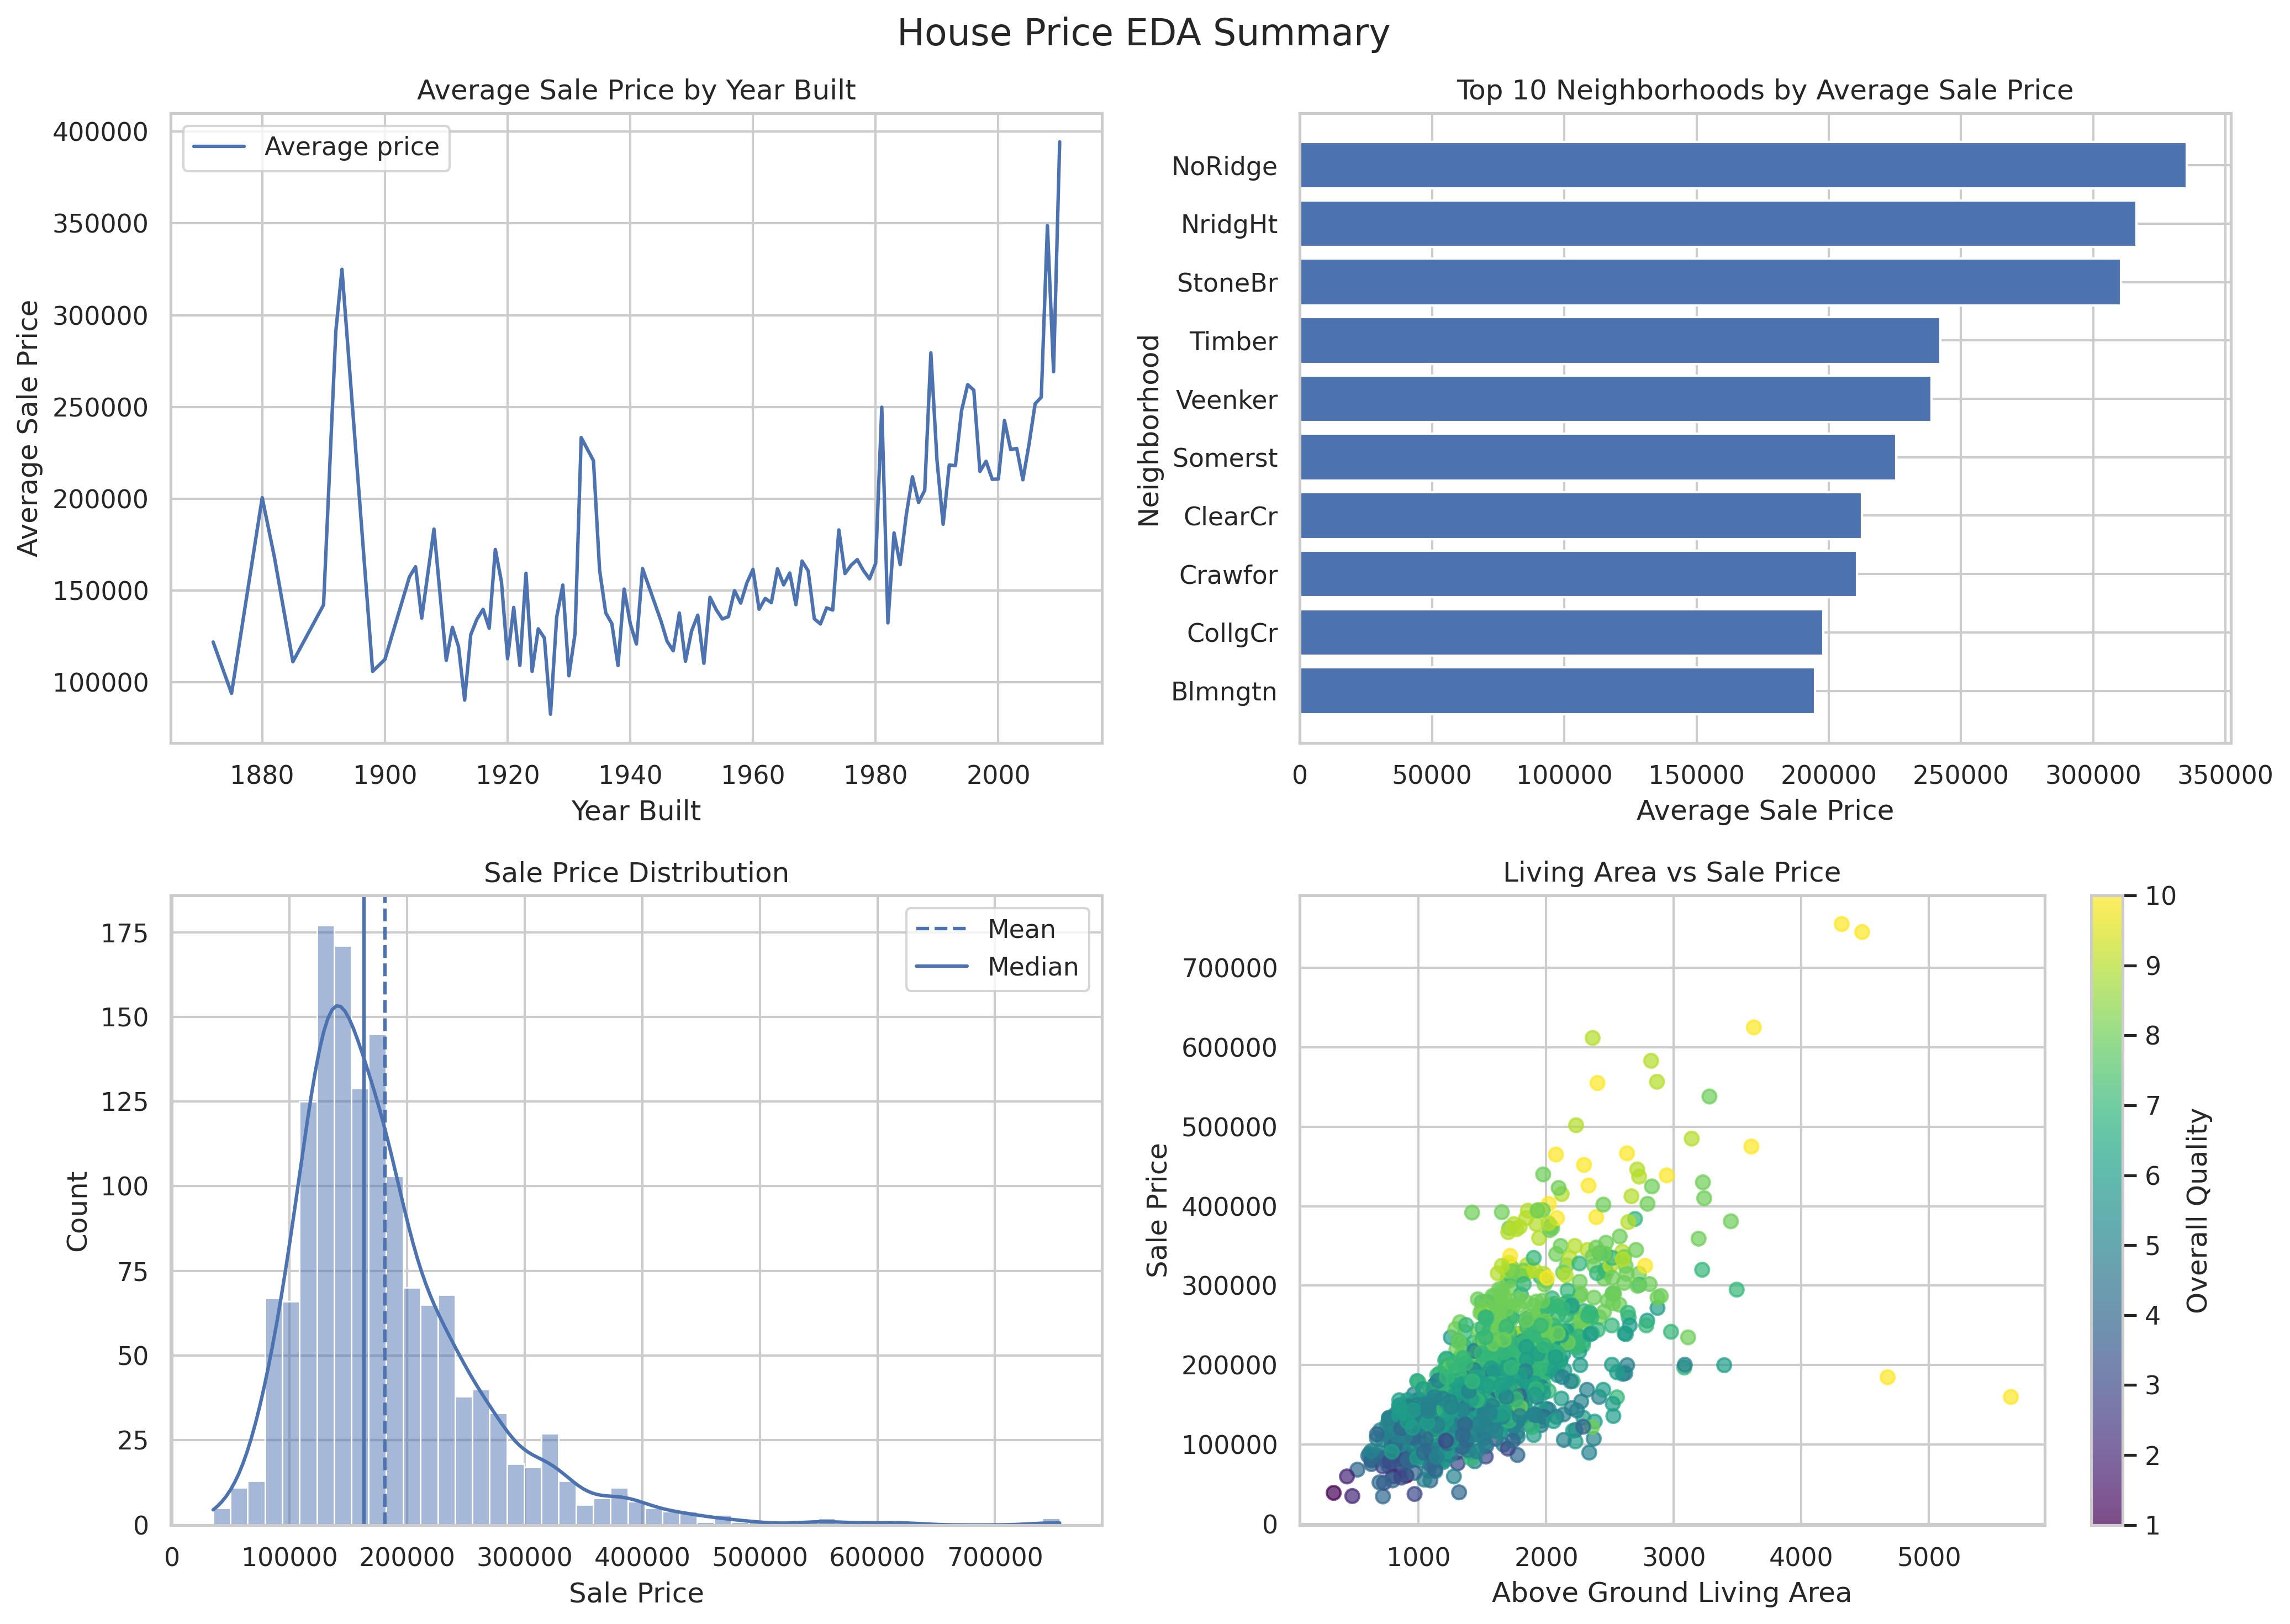 House Price EDA Summary
Average Sale Price by Year Built
Average price
400000
350000
300000
250000
200000
150000
100000
Average Sale Price
1880 1900 1920 1940 1960 1980 2000
Year Built
Top 10 Neighborhoods by Average Sale Price
NoRidge
NridgHt
StoneBr
Timber
Veenker
Somerst
ClearCr
Crawfor
CollgCr
Blmngtn
Neighborhood
0 50000 100000 150000 200000 250000 300000 350000
Average Sale Price
Sale Price Distribution
Mean
Median
175
150
125
100
75
50
25
0
Count
0 100000 200000 300000 400000 500000 600000 700000
Sale Price
Living Area vs Sale Price
700000
600000
500000
400000
300000
200000
100000
0
Sale Price
1000 2000 3000 4000 5000
Above Ground Living Area
10
9
8
7
6
5
4
3
2
1
Overall Quality